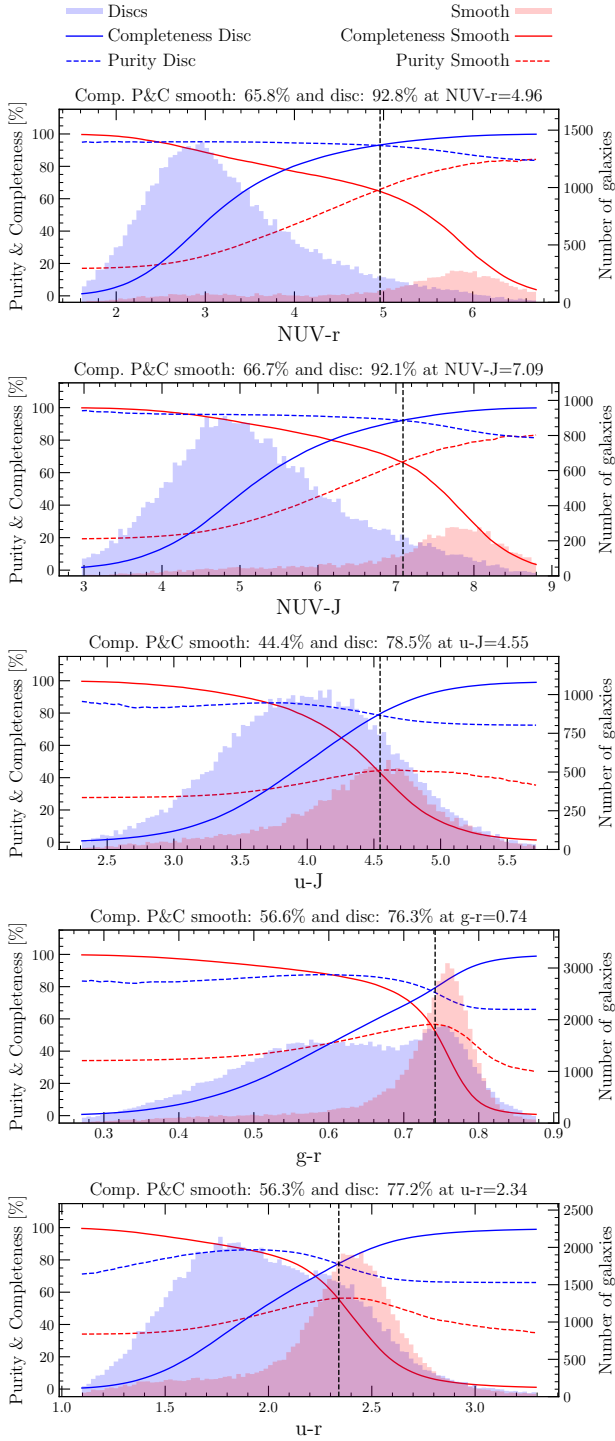 Discs
Smooth
Completeness Disc
Completeness Smooth
Purity Disc
Purity Smooth
Comp. P&C smooth: 65.8% and disc: 92.8% at NUV-r=4.96
Purity & Completeness [%]
100
80
60
40
20
0
1500
1000
500
0
Number of galaxies
2 3 4 5 6
NUV-r
Comp. P&C smooth: 66.7% and disc: 92.1% at NUV-J=7.09
Purity & Completeness [%]
100
80
60
40
20
0
1000
800
600
400
200
0
Number of galaxies
3 4 5 6 7 8 9
NUV-J
Comp. P&C smooth: 44.4% and disc: 78.5% at u-J=4.55
Purity & Completeness [%]
100
80
60
40
20
0
1000
750
500
250
0
Number of galaxies
2.5 3.0 3.5 4.0 4.5 5.0 5.5
u-J
Comp. P&C smooth: 56.6% and disc: 76.3% at g-r=0.74
Purity & Completeness [%]
100
80
60
40
20
0
3000
2000
1000
0
Number of galaxies
0.3 0.4 0.5 0.6 0.7 0.8 0.9
g-r
Comp. P&C smooth: 56.3% and disc: 77.2% at u-r=2.34
Purity & Completeness [%]
100
80
60
40
20
0
2500
2000
1500
1000
500
0
Number of galaxies
1.0 1.5 2.0 2.5 3.0
u-r